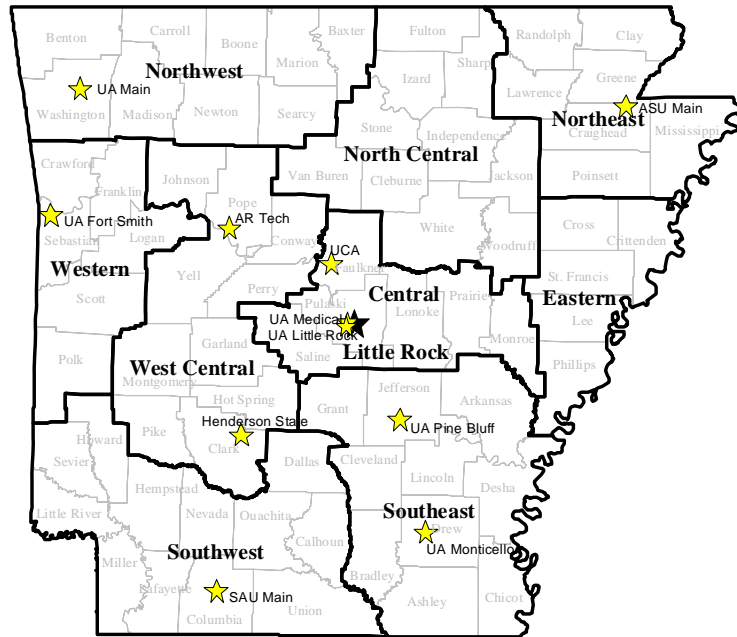 Benton
Carroll
Boone
Baxter
Marion
Northwest
UA Main
Washington
Madison
Newton
Searcy
Fulton
Sharp
Izard
Stone
Independence
North Central
Van Buren
Cleburne
Jackson
White
Woodruff
Randolph
Clay
Greene
Lawrence
ASU Main
Northeast
Craighead
Mississippi
Poinsett
Crawford
Franklin
UA Fort Smith
Sebastian
Logan
Western
Scott
Polk
Johnson
Pope
AR Tech
Conway
Yell
Perry
Garland
West Central
Montgomery
Hot Spring
Henderson State
Pike
Clark
UCA
Faulkner
Central
Pulaski
Prairie
Lonoke
UA Medical
UA Little Rock
Little Rock
Saline
Monroe
Cross
Crittenden
St. Francis
Eastern
Lee
Phillips
Grant
Jefferson
Arkansas
UA Pine Bluff
Cleveland
Lincoln
Desha
Southeast
Drew
UA Monticello
Bradley
Ashley
Chicot
Howard
Sevier
Hempstead
Dallas
Little River
Nevada
Ouachita
Calhoun
Southwest
Miller
Lafayette
SAU Main
Columbia
Union